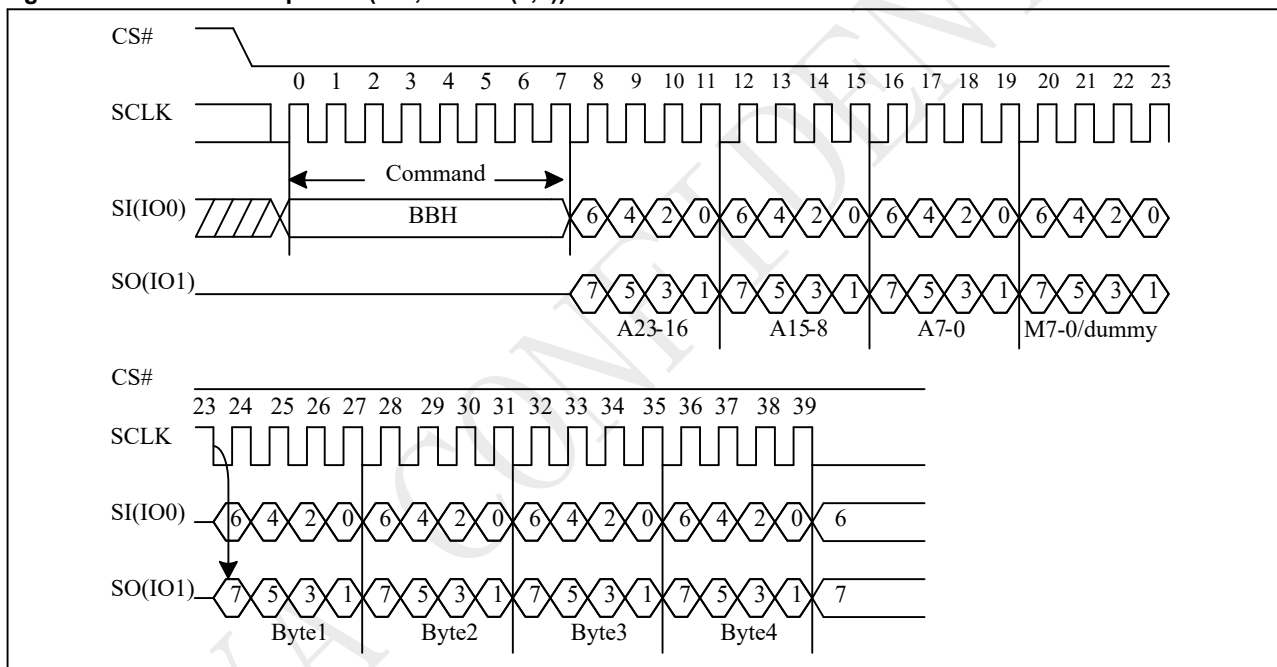 CS#
0 1 2 3 4 5 6 7 8 9 10 11 12 13 14 15 16 17 18 19 20 21 22 23
SCLK
Command
SI(IO0) BBH 6 4 2 0 6 4 2 0 6 4 2 0 6 4 2 0
SO(IO1) 7 5 3 1 7 5 3 1 7 5 3 1 7 5 3 1
A23-16 A15-8 A7-0 M7-0/dummy
CS#
23 24 25 26 27 28 29 30 31 32 33 34 35 36 37 38 39
SCLK
SI(IO0) 6 4 2 0 6 4 2 0 6 4 2 0 6 4 2 0 6
SO(IO1) 7 5 3 1 7 5 3 1 7 5 3 1 7 5 3 1 7
Byte1 Byte2 Byte3 Byte4